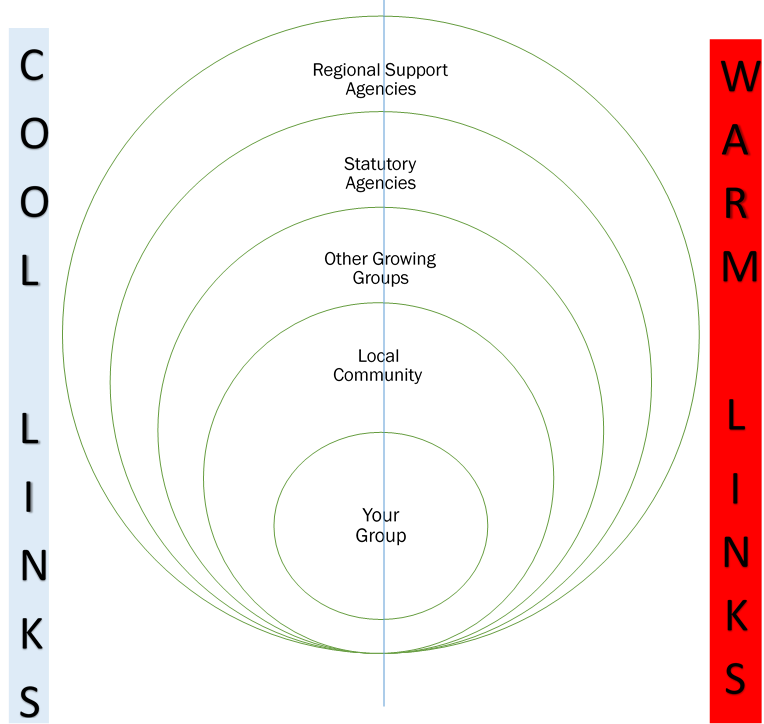 COOL LINKS
Regional Support
Agencies
Statutory
Agencies
Other Growing
Groups
Local
Community
Your
Group
WARM LINKS